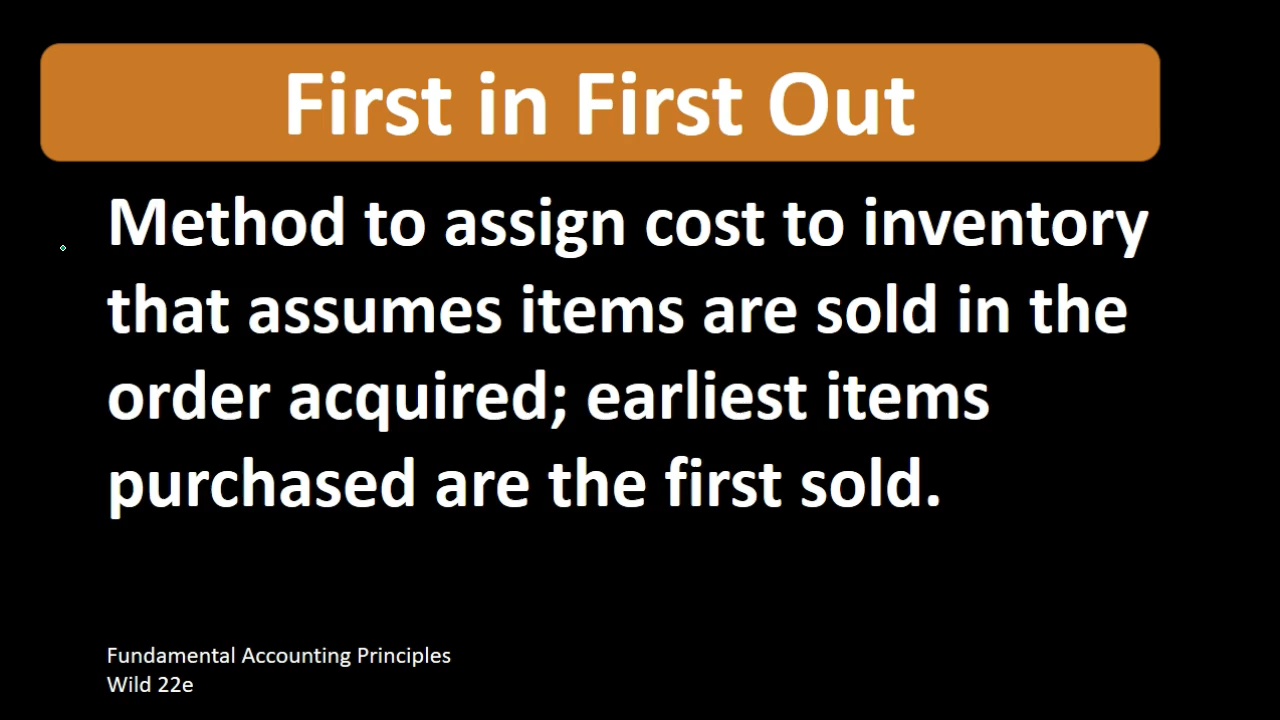 First in First Out
Method to assign cost to inventory
that assumes items are sold in the
order acquired; earliest items
purchased are the first sold.
Fundamental Accounting Principles
Wild 22e